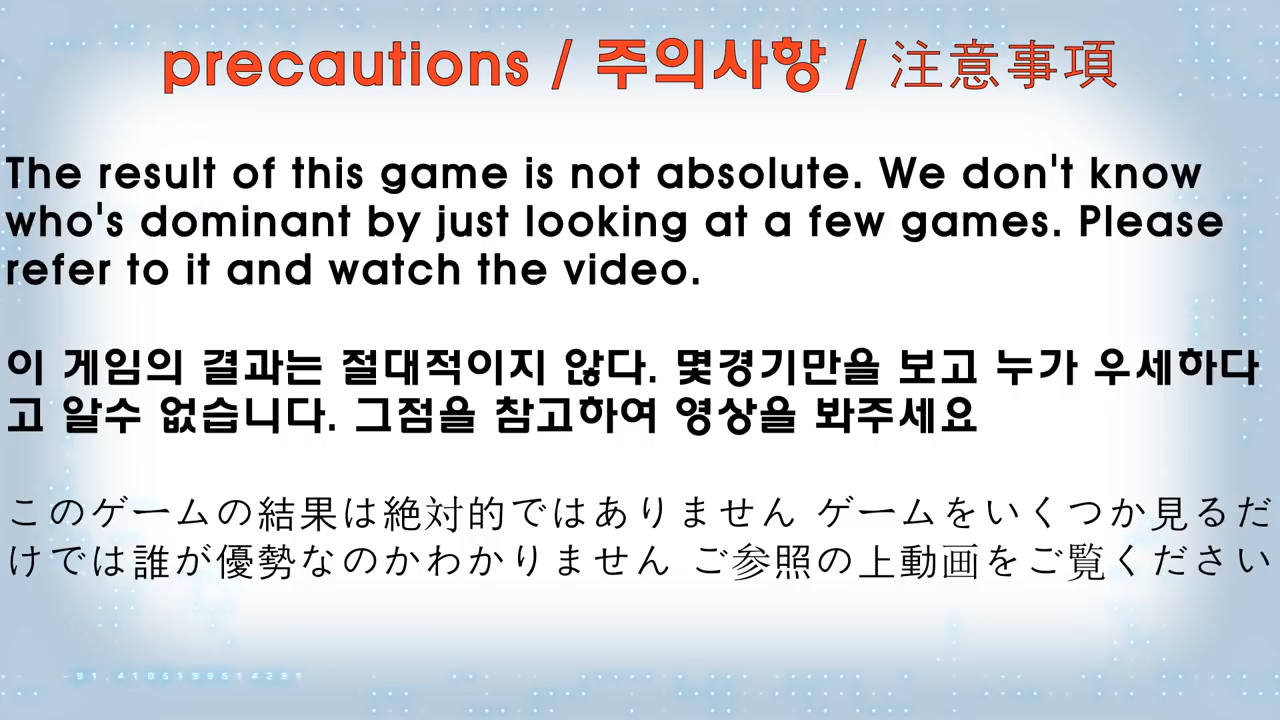 precautions / 주의사항 / 注意事項
The result of this game is not absolute. We don't know
who's dominant by just looking at a few games. Please
refer to it and watch the video.
이 게임의 결과는 절대적이지 않다. 몇경기만을 보고 누가 우세하다
고 알수 없습니다. 그점을 참고하여 영상을 봐주세요
このゲームの結果は絶対的ではありません ゲームをいくつか見るだ
けでは誰が優勢なのかわかりません ご参照の上動画をご覧ください